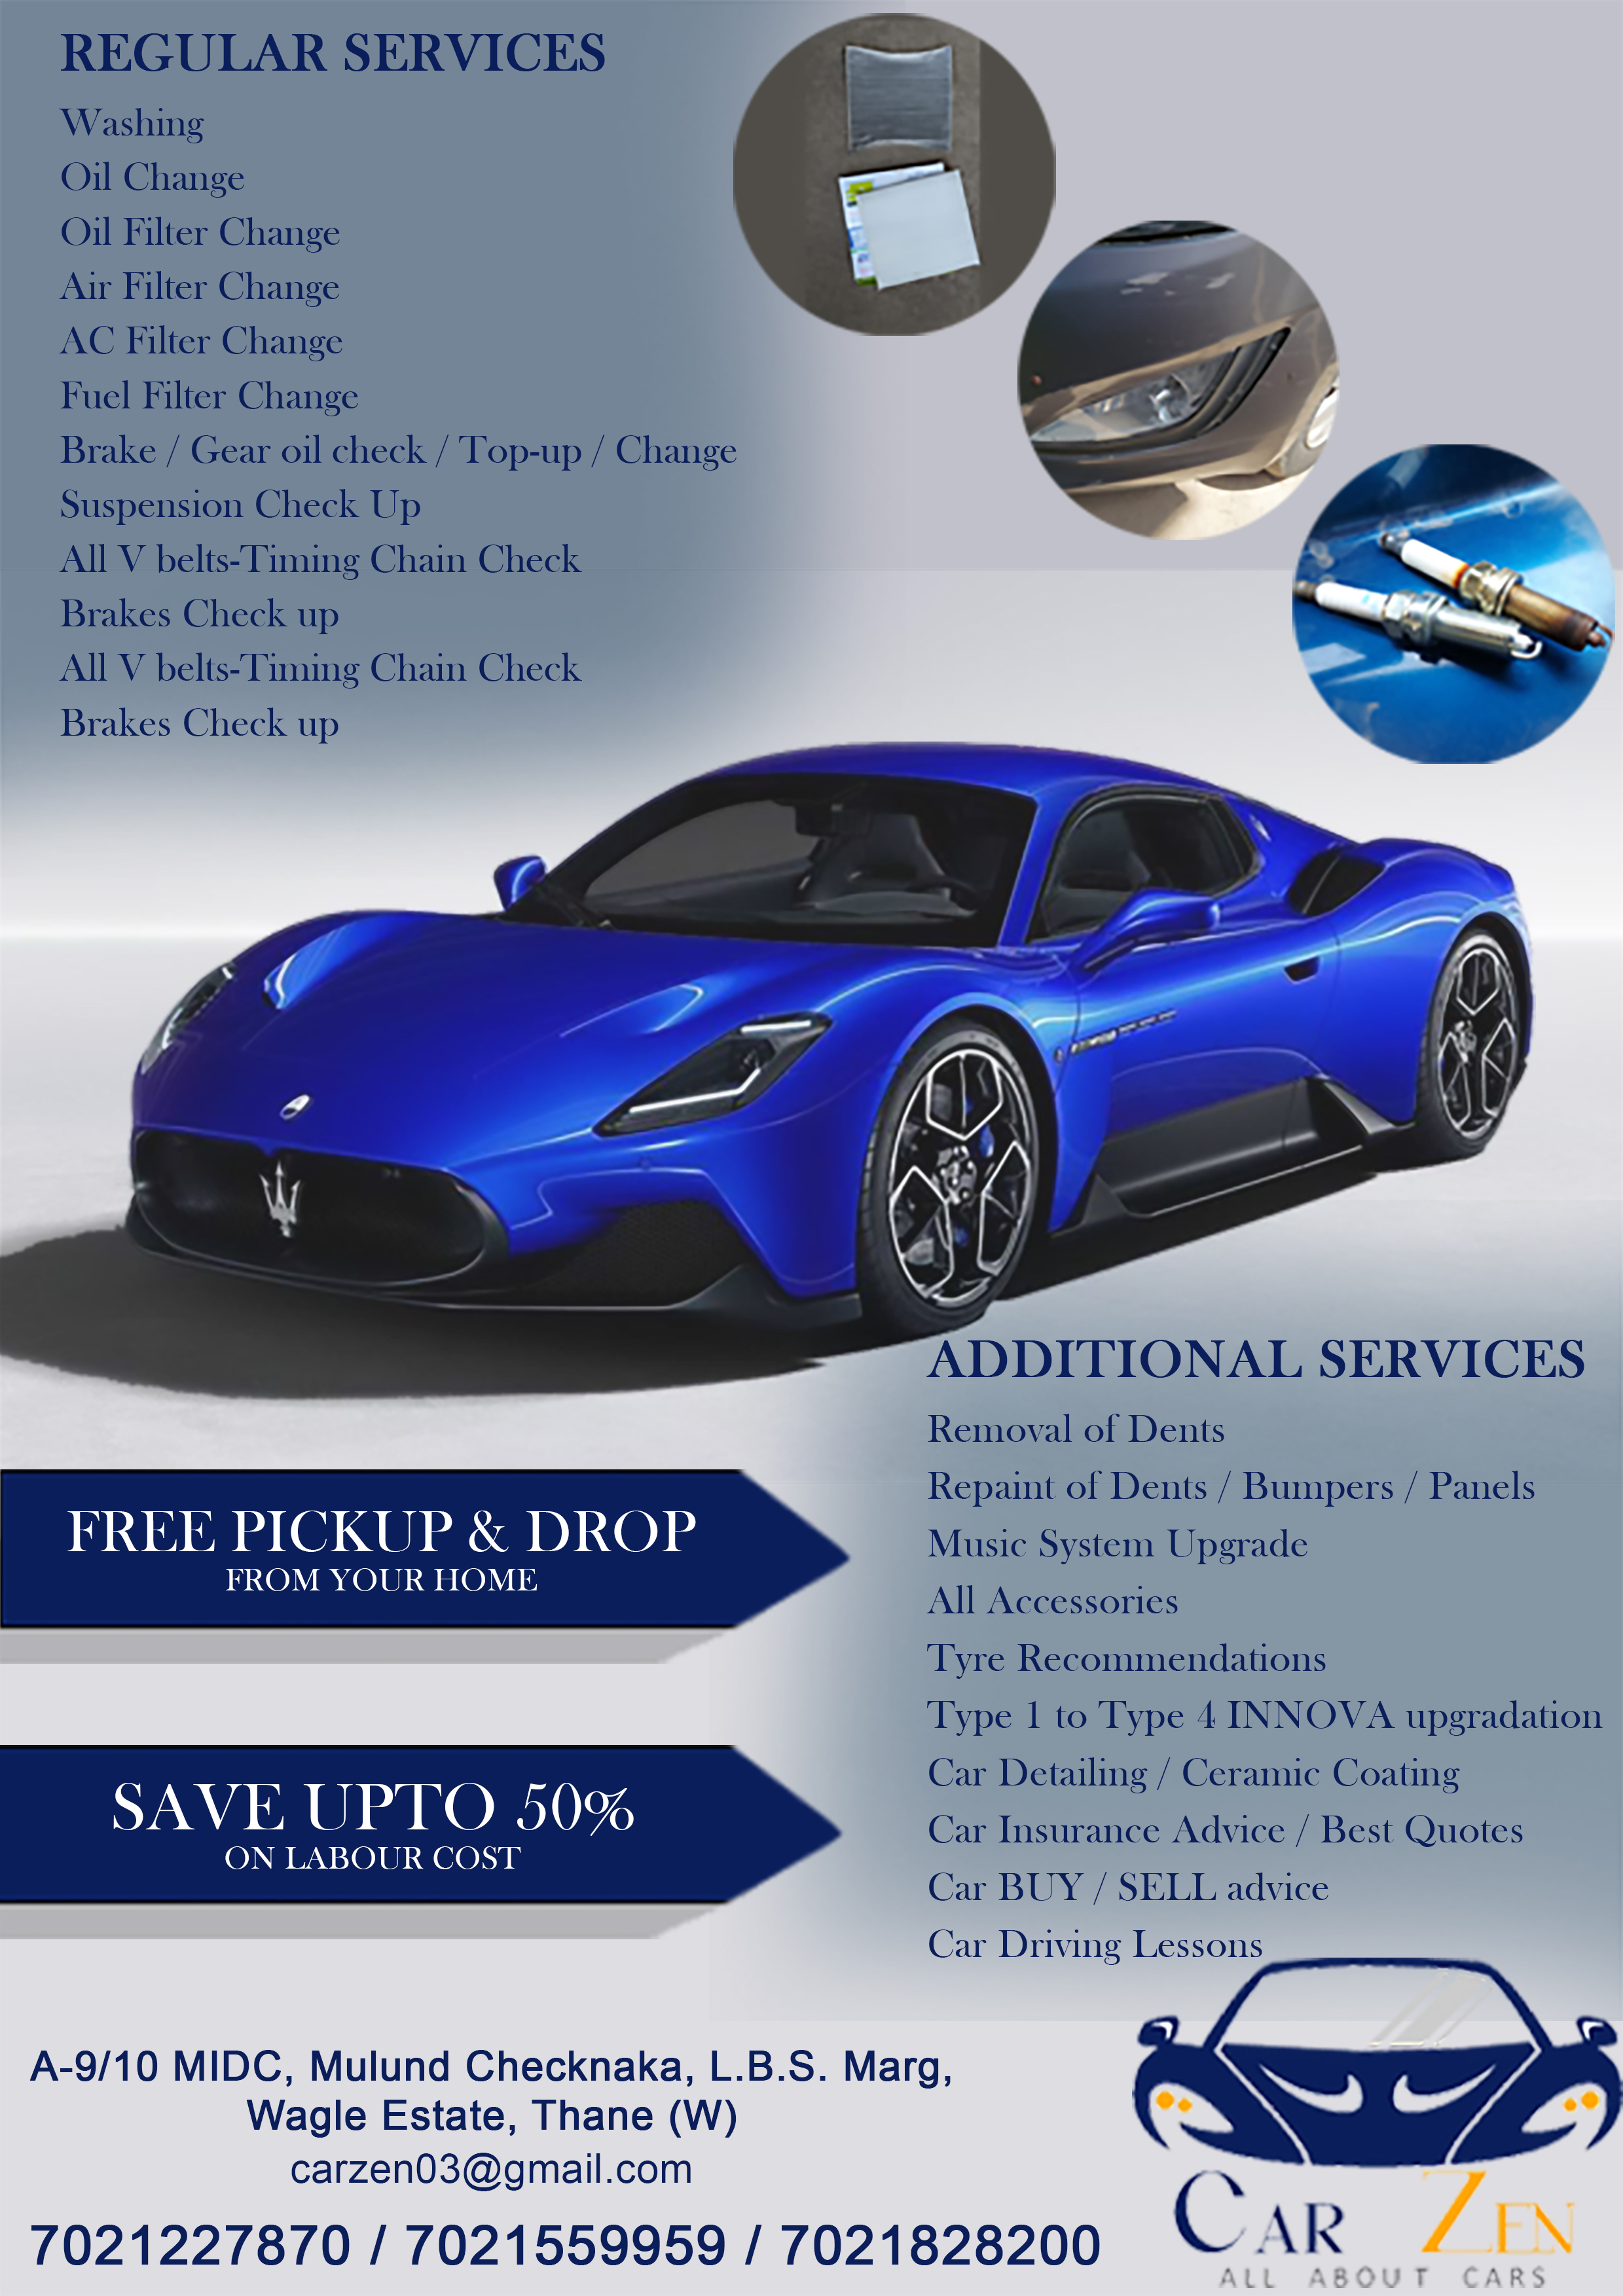 REGULAR SERVICES
Washing
Oil Change
Oil Filter Change
Air Filter Change
AC Filter Change
Fuel Filter Change
Brake / Gear oil check / Top-up / Change
Suspension Check Up
All V belts-Timing Chain Check
Brakes Check up
All V belts-Timing Chain Check
Brakes Check up
ADDITIONAL SERVICES
Removal of Dents
Repaint of Dents / Bumpers / Panels
Music System Upgrade
All Accessories
Tyre Recommendations
Type 1 to Type 4 INNOVA upgradation
Car Detailing / Ceramic Coating
Car Insurance Advice / Best Quotes
Car BUY / SELL advice
Car Driving Lessons
FREE PICKUP & DROP
FROM YOUR HOME
SAVE UPTO 50%
ON LABOUR COST
A-9/10 MIDC, Mulund Checknaka, L.B.S. Marg,
Wagle Estate, Thane (W)
carzen03@gmail.com
7021227870 / 7021559959 / 7021828200
CAR ZEN
ALL ABOUT CARS